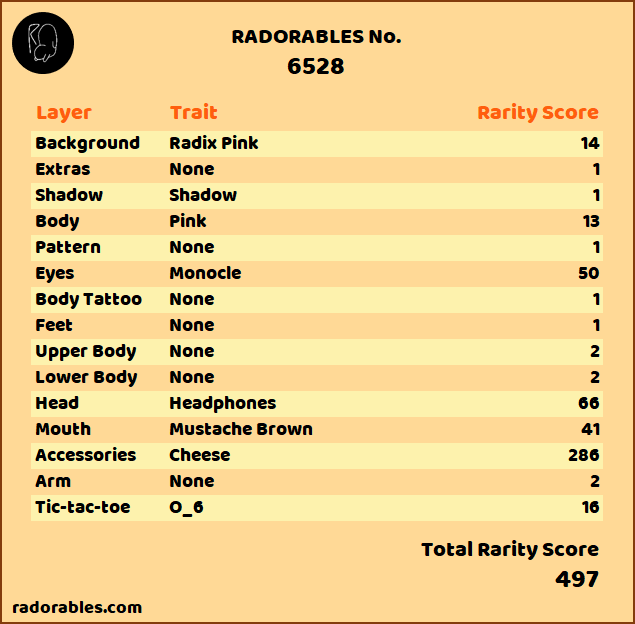 RADORABLES No.
6528
Layer Trait Rarity Score
Background Radix Pink 14
Extras None 1
Shadow Shadow 1
Body Pink 13
Pattern None 1
Eyes Monocle 50
Body Tattoo None 1
Feet None 1
Upper Body None 2
Lower Body None 2
Head Headphones 66
Mouth Mustache Brown 41
Accessories Cheese 286
Arm None 2
Tic-tac-toe O_6 16
Total Rarity Score
497
radorables.com